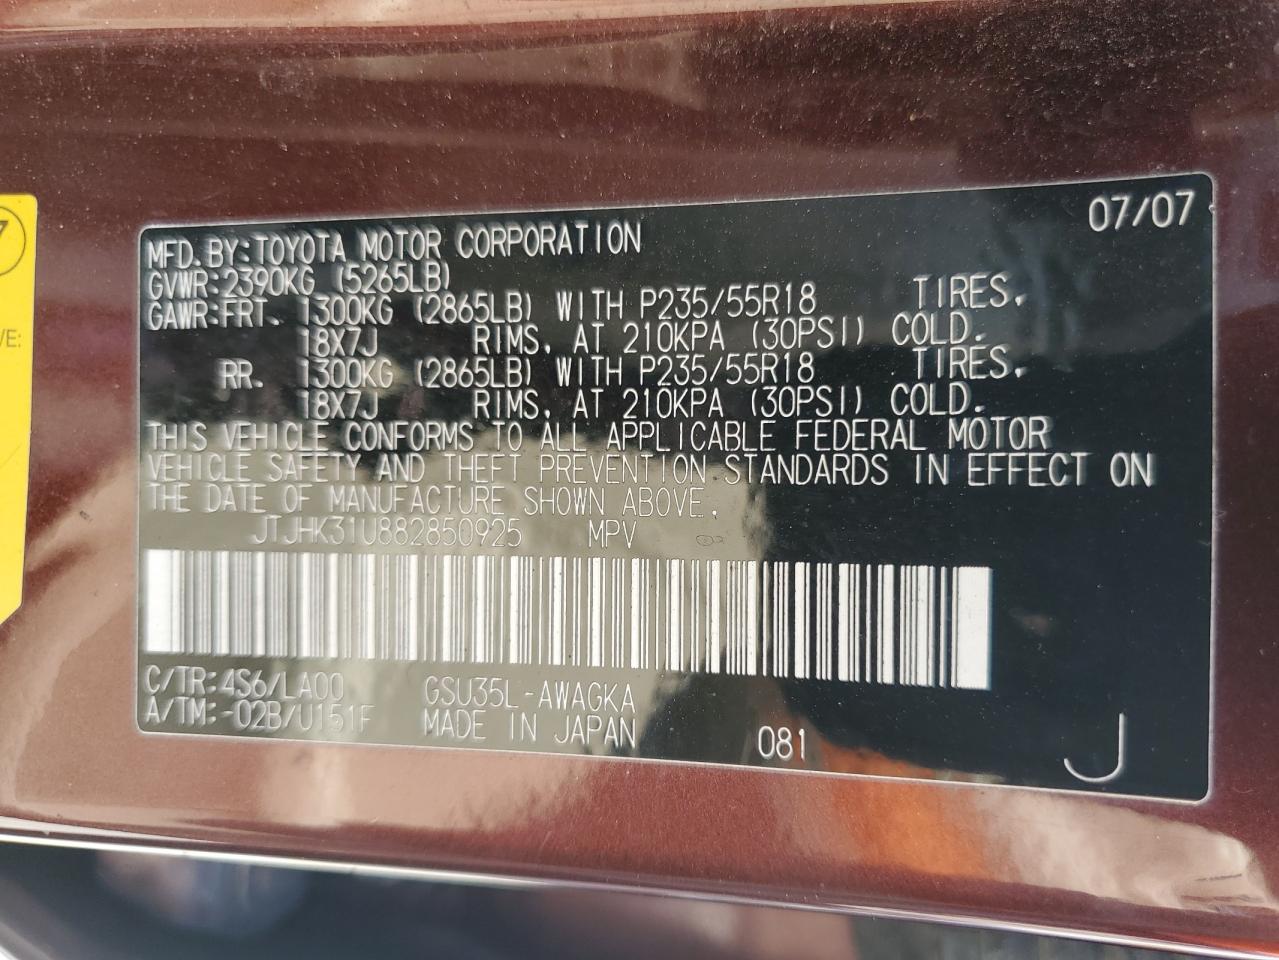 07/07
MFD. BY: TOYOTA MOTOR CORPORATION
GVWR: 2390KG (5265LB)
GAWR: FRT. 1300KG (2865LB) WITH P235/55R18 TIRES,
18X7J RIMS, AT 210KPA (30PSI) COLD.
RR. 1300KG (2865LB) WITH P235/55R18 TIRES,
18X7J RIMS, AT 210KPA (30PSI) COLD.
THIS VEHICLE CONFORMS TO ALL APPLICABLE FEDERAL MOTOR
VEHICLE SAFETY AND THEFT PREVENTION STANDARDS IN EFFECT ON
THE DATE OF MANUFACTURE SHOWN ABOVE.
JTJHK31U882850925 MPV
C/TR: 4S6/LA00 GSU35L-AWAGKA
A/TM: -02B/U151F MADE IN JAPAN
081
J
7
/E: